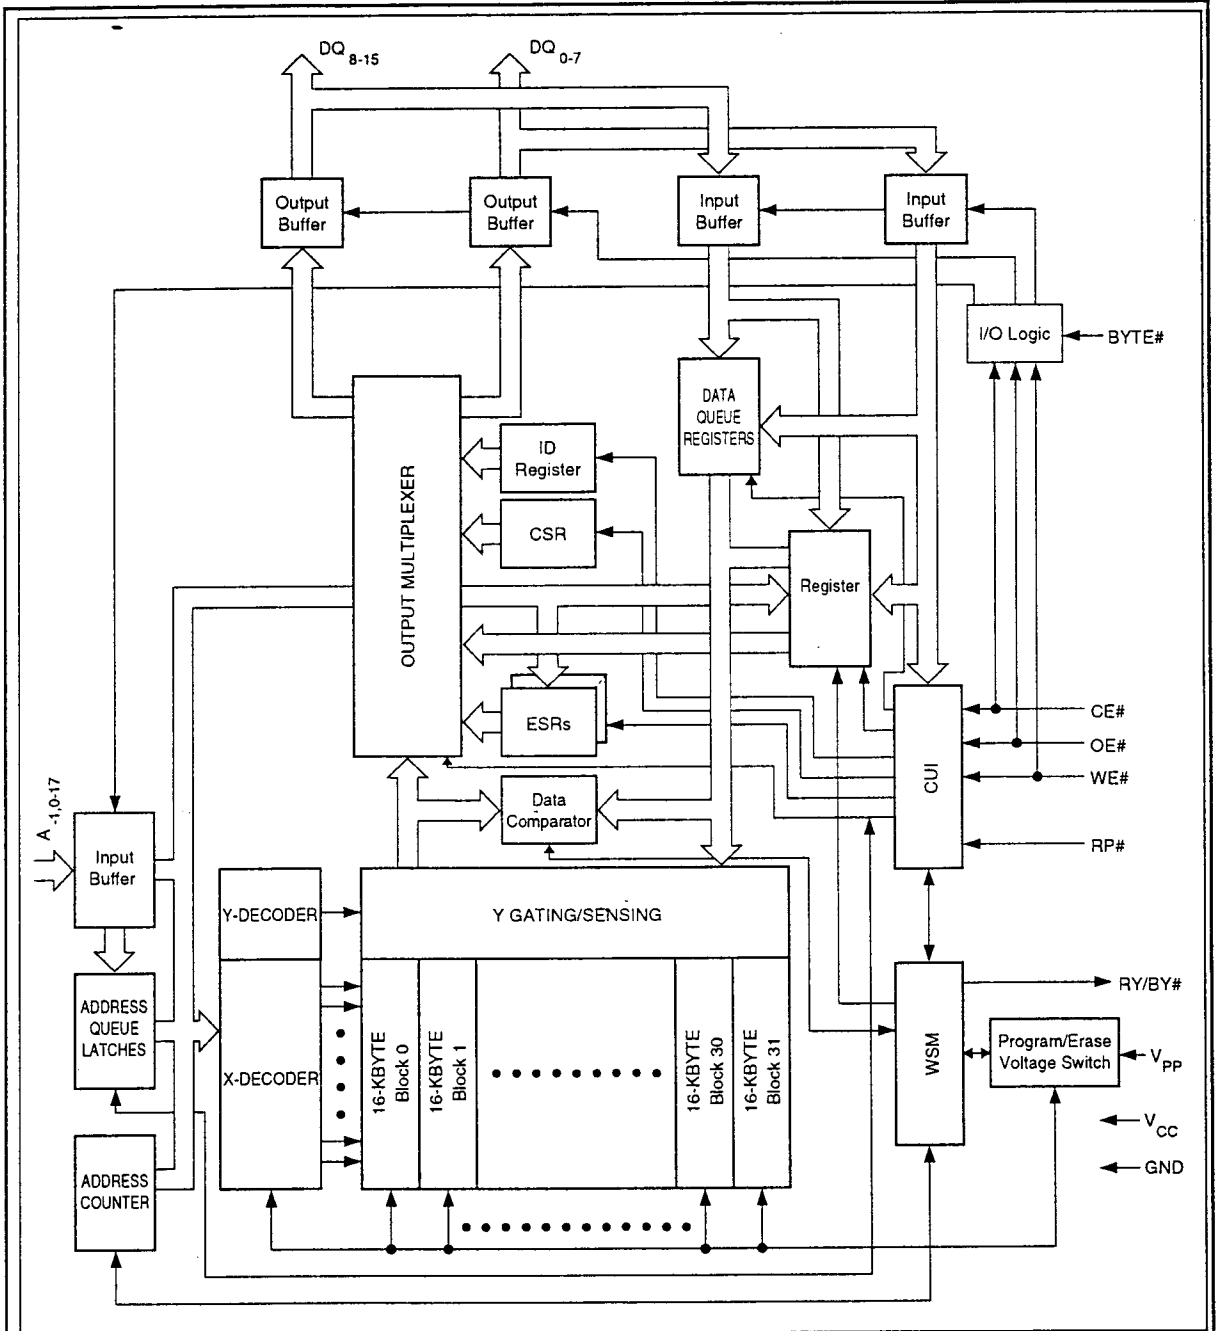 DQ 8-15
DQ 0-7
Output
Buffer
Output
Buffer
Input
Buffer
Input
Buffer
I/O Logic
BYTE#
DATA
QUEUE
REGISTERS
ID
Register
CSR
OUTPUT MULTIPLEXER
Register
ESRs
CE#
OE#
WE#
CUI
RP#
Data
Comparator
A -1,0-17
Input
Buffer
Y-DECODER
Y GATING/SENSING
ADDRESS
QUEUE
LATCHES
X-DECODER
16-KBYTE
Block 0
16-KBYTE
Block 1
16-KBYTE
Block 30
16-KBYTE
Block 31
WSM
RY/BY#
Program/Erase
Voltage Switch
VPP
VCC
GND
ADDRESS
COUNTER